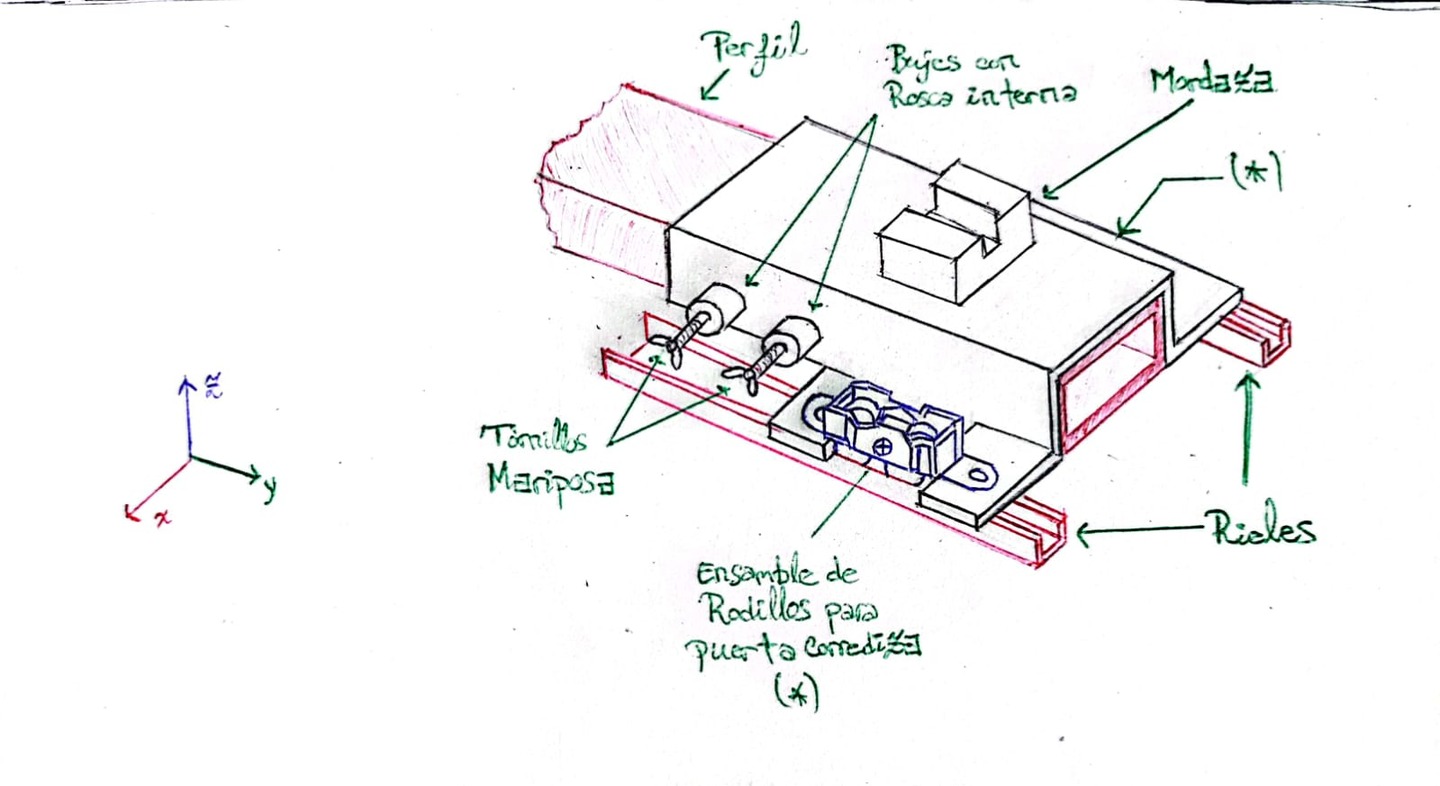 Perfil
Bujes con
Rosca interna
Mordaza
(*)
z
y
x
Tornillos
Mariposa
Rieles
Ensamble de
Rodillos para
puerta corrediza
(*)